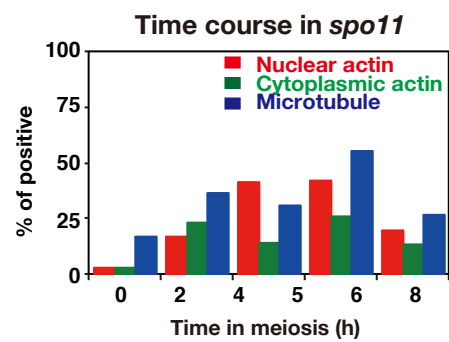 Time course in spo11
100
75
50
25
0
% of positive
Nuclear actin
Cytoplasmic actin
Microtubule
0 2 4 5 6 8
Time in meiosis (h)